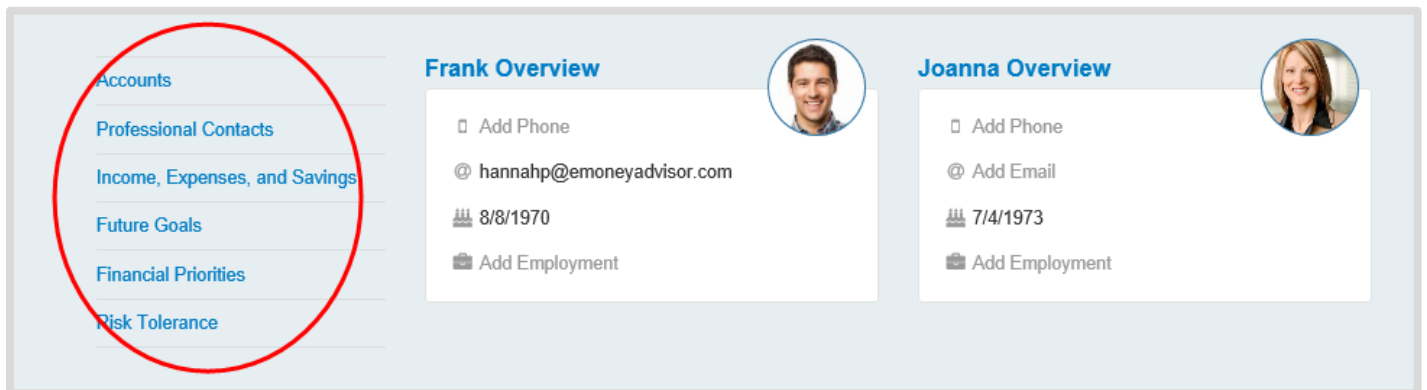 Accounts
Professional Contacts
Income, Expenses, and Savings
Future Goals
Financial Priorities
Risk Tolerance
Frank Overview
Add Phone
@ hannahp@emoneyadvisor.com
8/8/1970
Add Employment
Joanna Overview
Add Phone
@ Add Email
7/4/1973
Add Employment